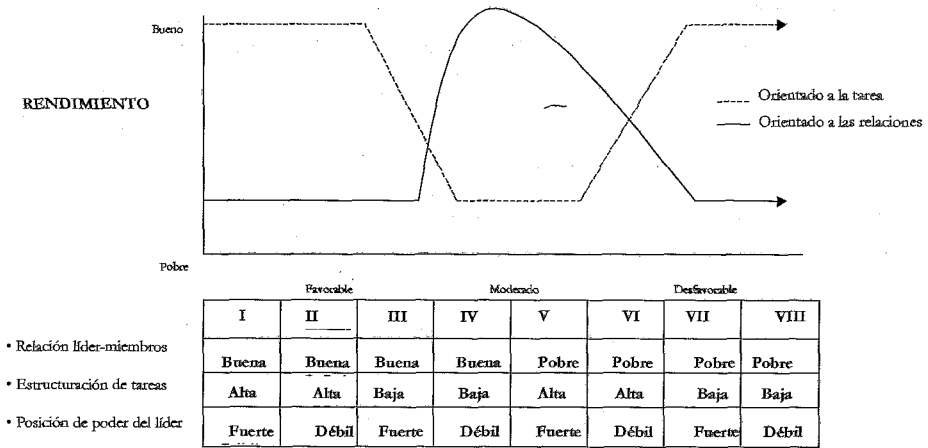 Bueno
RENDIMIENTO
Orientado a la tarea
Orientado a las relaciones
Pobre
Favorable Moderado Desfavorable
I II III IV V VI VII VIII
• Relación líder-miembros Buena Buena Buena Buena Pobre Pobre Pobre Pobre
• Estructuración de tareas Alta Alta Baja Baja Alta Alta Baja Baja
• Posición de poder del líder Fuerte Débil Fuerte Débil Fuerte Débil Fuerte Débil